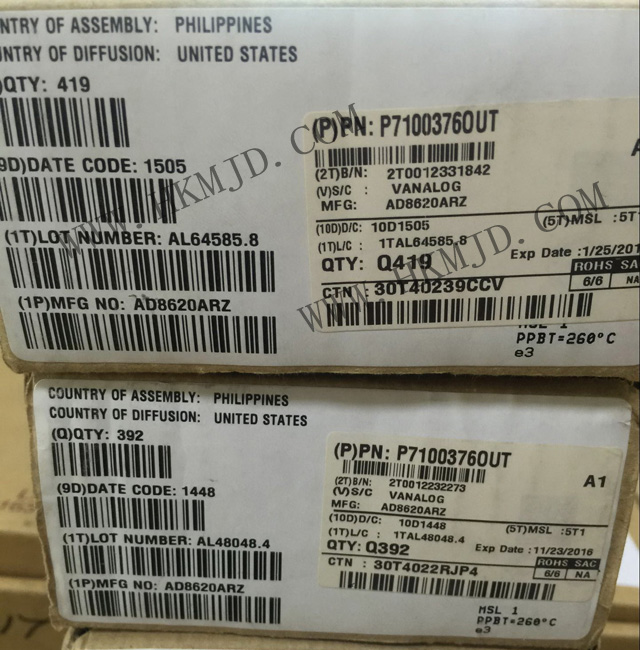 NTRY OF ASSEMBLY: PHILIPPINES
NTRY OF DIFFUSION: UNITED STATES
)QTY: 419
9D)DATE CODE: 1505
(1T)LOT NUMBER: AL64585.8
(1P)MFG NO: AD8620ARZ
(P)PN: P7100376OUT
A
(2T)B/N: 2T0012331842
(V)S/C : VANALOG
MFG: AD8620ARZ
(10D)D/C: 10D1505
(5T)MSL :5T1
(1T)L/C : 1TAL64585.8
QTY: Q419
Exp Date :1/25/201
ROHS SAC
6/6 NA
CTN :30T40239CCV
MSL 1
PPBT=260°C
e3
WWW.HKMJD.COM
WWW.HKMJD.COM
COUNTRY OF ASSEMBLY: PHILIPPINES
COUNTRY OF DIFFUSION: UNITED STATES
(Q)QTY: 392
(9D)DATE CODE: 1448
(1T)LOT NUMBER: AL48048.4
(1P)MFG NO: AD8620ARZ
(P)PN: P7100376OUT
A1
(2T)B/N: 2T0012232273
(V)S/C VANALOG
MFG: AD8620ARZ
(10D)D/C: 10D1448
(5T)MSL :5T1
(1T)L/C : 1TAL48048.4
QTY: Q392
Exp Date :11/23/2016
ROHS SAC
6/6 NA
CTN : 30T4022RJP4
MSL 1
PPBT=260°C
e3